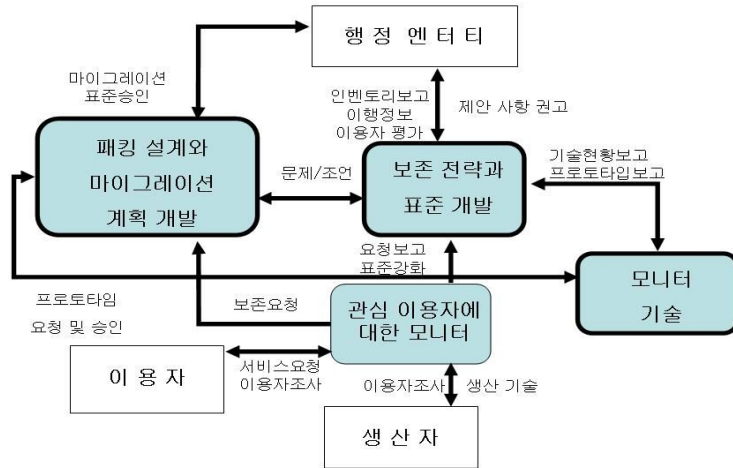 행정 엔터티
마이그레이션
표준승인
인벤토리보고
이행정보
이용자 평가
제안 사항 권고
패킹 설계와
마이그레이션
계획 개발
문제/조언
보존 전략과
표준 개발
기술현황보고
프로토타입보고
요청보고
표준강화
모니터
기술
프로토타임
요청 및 승인
보존요청
관심 이용자에
대한 모니터
이용자
서비스요청
이용자조사
이용자조사
생산 기술
생산자